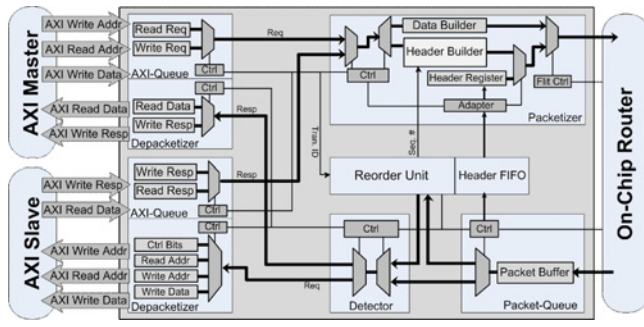 AXI Master
AXI Write Addr
AXI Read Addr
AXI Write Data
AXI Read Data
AXI Write Resp
Read Req
Write Req
AXI-Queue
Ctrl
Ctrl
Read Data
Write Resp
Depacketizer
Req
Resp
Tran. ID
Seq. #
Ctrl
Data Builder
Header Builder
Header Register
Adapter
Flit Ctrl
Packetizer
On-Chip Router
AXI Slave
AXI Write Resp
AXI Read Data
AXI Write Addr
AXI Read Addr
AXI Write Data
Write Resp
Read Resp
AXI-Queue
Ctrl
Ctrl
Resp
Ctrl Bits
Read Addr
Write Addr
Write Data
Depacketizer
Req
Reorder Unit
Header FIFO
Ctrl
Detector
Ctrl
Packet Buffer
Packet-Queue